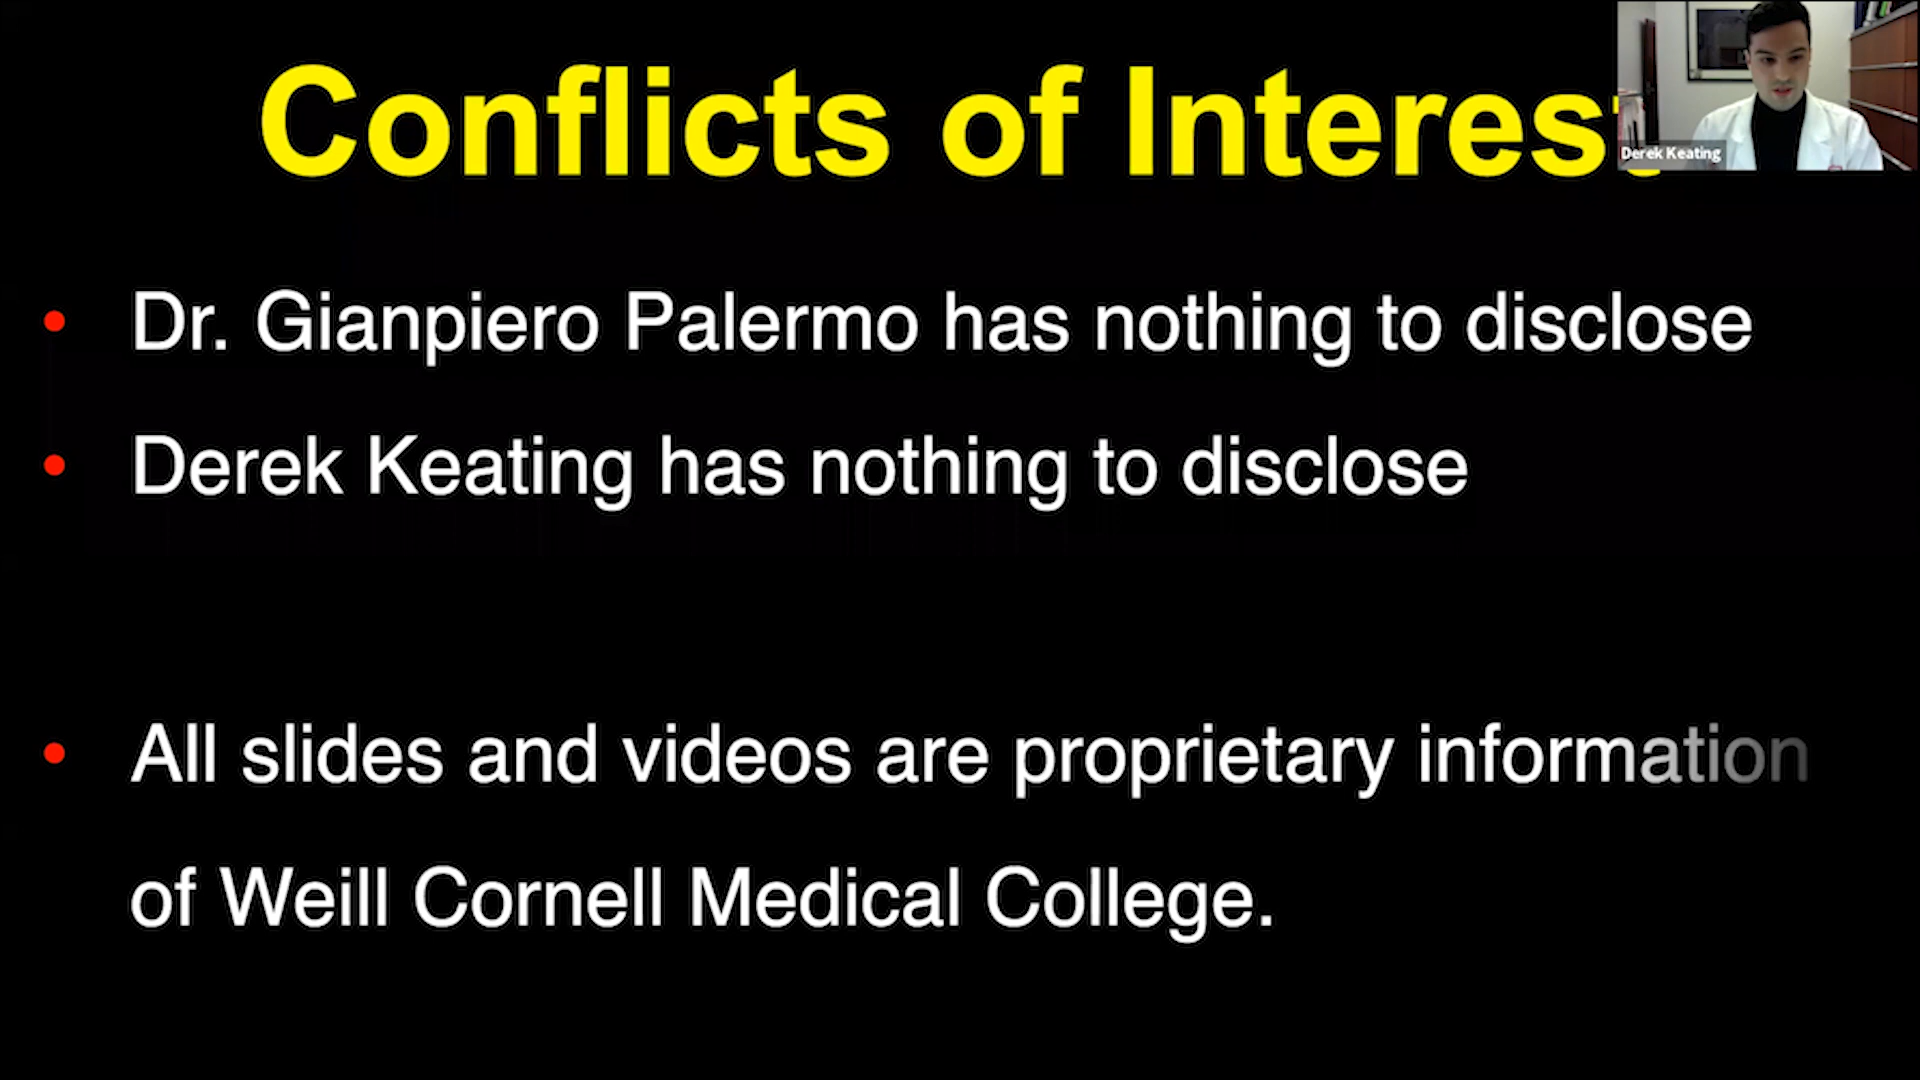 Conflicts of Interest
Derek Keating
• Dr. Gianpiero Palermo has nothing to disclose
• Derek Keating has nothing to disclose
• All slides and videos are proprietary information
of Weill Cornell Medical College.